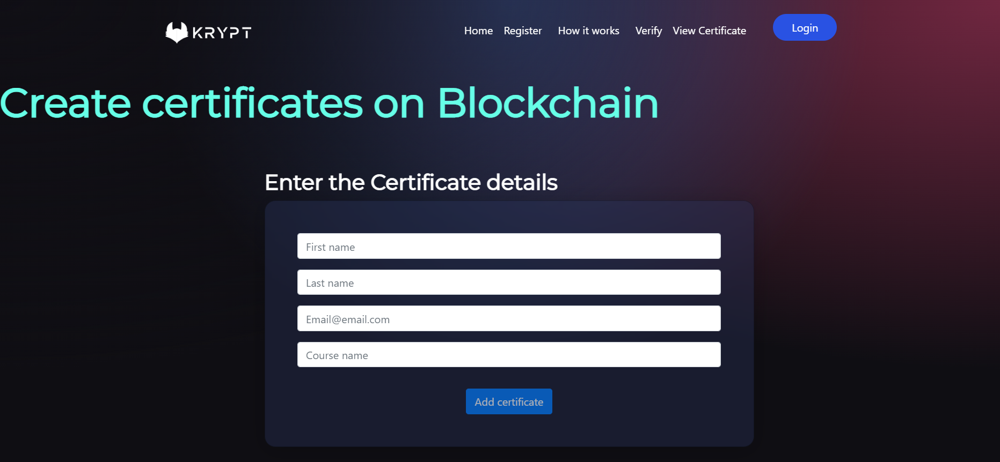 KRYPT
Home Register How it works Verify View Certificate Login
Create certificates on Blockchain
Enter the Certificate details
First name
Last name
Email@email.com
Course name
Add certificate